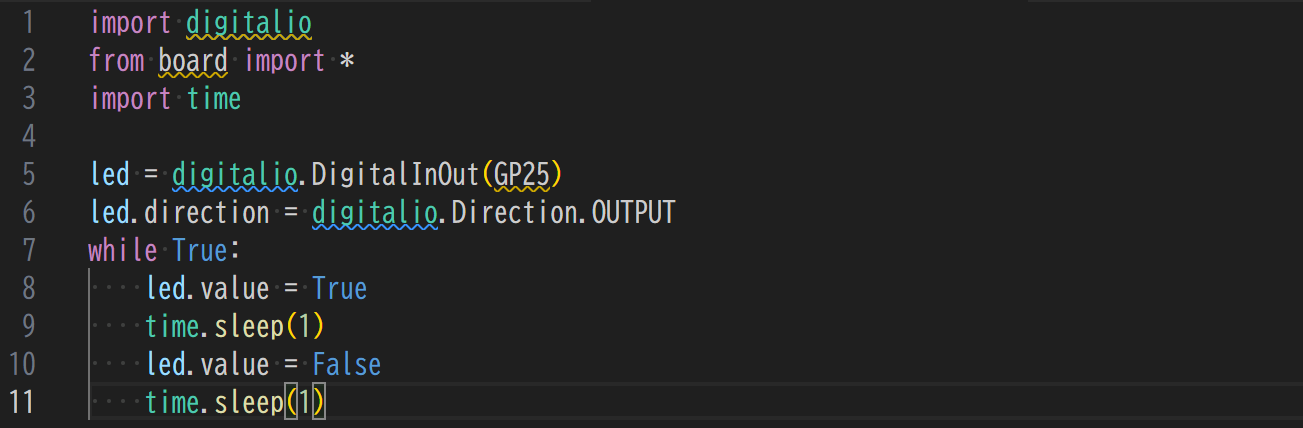 1 import digitalio
2 from board import *
3 import time
4
5 led = digitalio.DigitalInOut(GP25)
6 led.direction = digitalio.Direction.OUTPUT
7 while True:
8     led.value = True
9     time.sleep(1)
10     led.value = False
11     time.sleep(1)